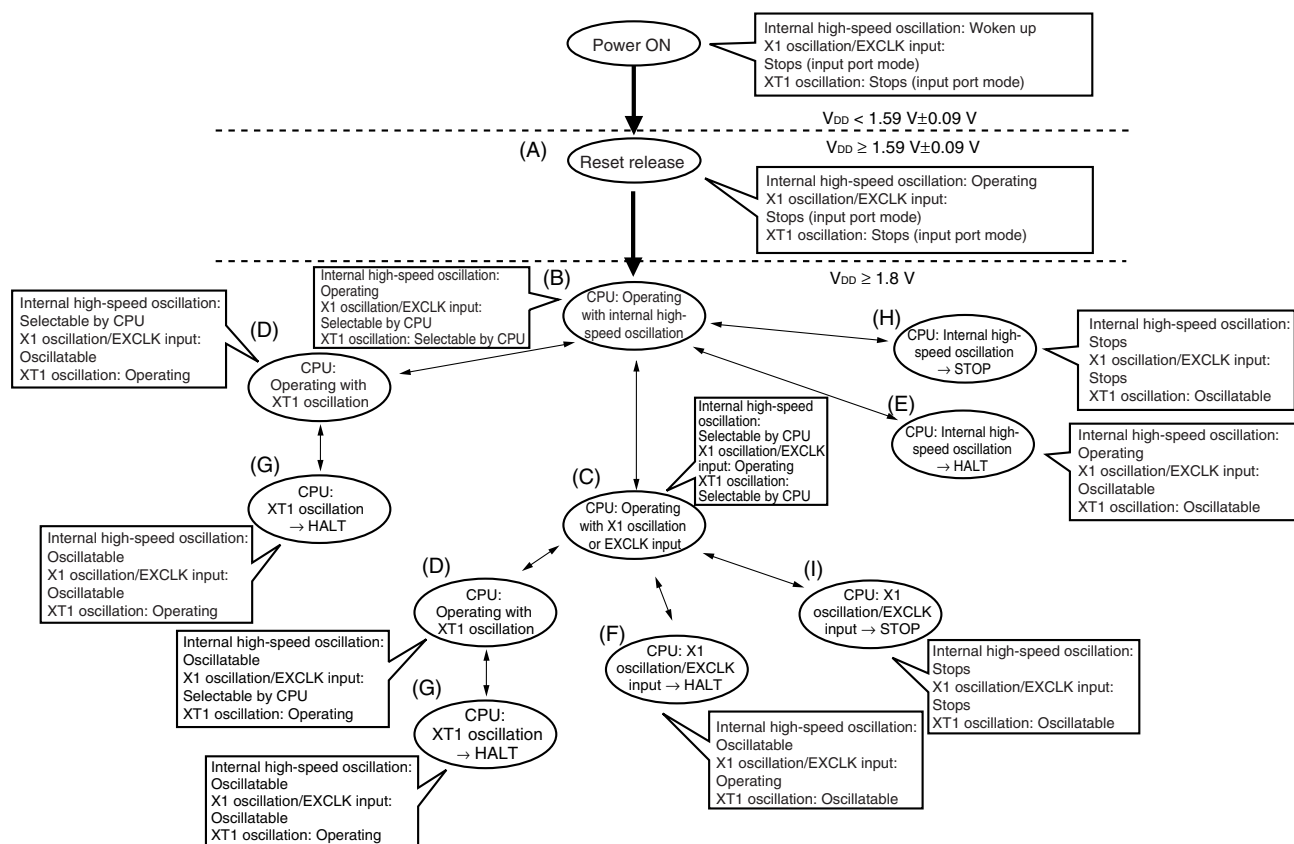 Power ON
Internal high-speed oscillation: Woken up
X1 oscillation/EXCLK input:
Stops (input port mode)
XT1 oscillation: Stops (input port mode)
VDD < 1.59 V±0.09 V
VDD ≥ 1.59 V±0.09 V
(A)
Reset release
Internal high-speed oscillation: Operating
X1 oscillation/EXCLK input:
Stops (input port mode)
XT1 oscillation: Stops (input port mode)
VDD ≥ 1.8 V
(B)
CPU: Operating
with internal high-
speed oscillation
Internal high-speed oscillation:
Operating
X1 oscillation/EXCLK input:
Selectable by CPU
XT1 oscillation: Selectable by CPU
Internal high-speed oscillation:
Selectable by CPU
X1 oscillation/EXCLK input:
Oscillatable
XT1 oscillation: Operating
(D)
CPU:
Operating with
XT1 oscillation
(H)
CPU: Internal high-
speed oscillation
→ STOP
Internal high-speed oscillation:
Stops
X1 oscillation/EXCLK input:
Stops
XT1 oscillation: Oscillatable
(E)
CPU: Internal high-
speed oscillation
→ HALT
Internal high-speed oscillation:
Operating
X1 oscillation/EXCLK input:
Oscillatable
XT1 oscillation: Oscillatable
(G)
CPU:
XT1 oscillation
→ HALT
Internal high-speed oscillation:
Oscillatable
X1 oscillation/EXCLK input:
Oscillatable
XT1 oscillation: Operating
Internal high-speed
oscillation:
Selectable by CPU
X1 oscillation/EXCLK
input: Operating
XT1 oscillation:
Selectable by CPU
(C)
CPU: Operating
with X1 oscillation
or EXCLK input
(D)
CPU:
Operating with
XT1 oscillation
Internal high-speed oscillation:
Oscillatable
X1 oscillation/EXCLK input:
Selectable by CPU
XT1 oscillation: Operating
(G)
CPU:
XT1 oscillation
→ HALT
Internal high-speed oscillation:
Oscillatable
X1 oscillation/EXCLK input:
Oscillatable
XT1 oscillation: Operating
(F)
CPU: X1
oscillation/EXCLK
input → HALT
Internal high-speed oscillation:
Oscillatable
X1 oscillation/EXCLK input:
Operating
XT1 oscillation: Oscillatable
(I)
CPU: X1
oscillation/EXCLK
input → STOP
Internal high-speed oscillation:
Stops
X1 oscillation/EXCLK input:
Stops
XT1 oscillation: Oscillatable